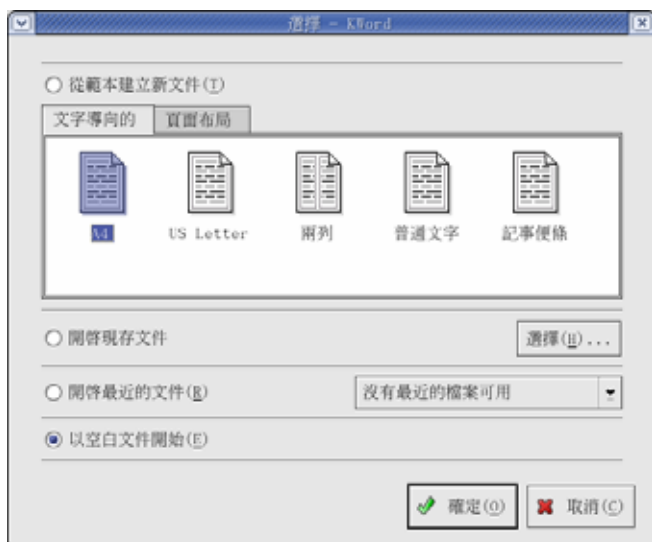 選擇 - KWord
從範本建立新文件(T)
文字導向的 頁面布局
A4 US Letter 兩列 普通文字 記事便條
開啓現存文件 選擇(H)...
開啓最近的文件(R) 沒有最近的檔案可用
以空白文件開始(E)
確定(O) 取消(C)